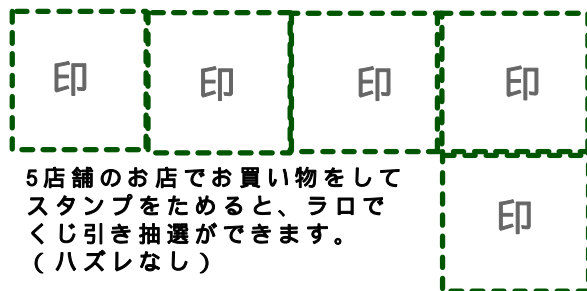 印 印 印 印
5店舗のお店でお買い物をして
スタンプをためると、ラロで
くじ引き抽選ができます。
(ハズレなし)
印